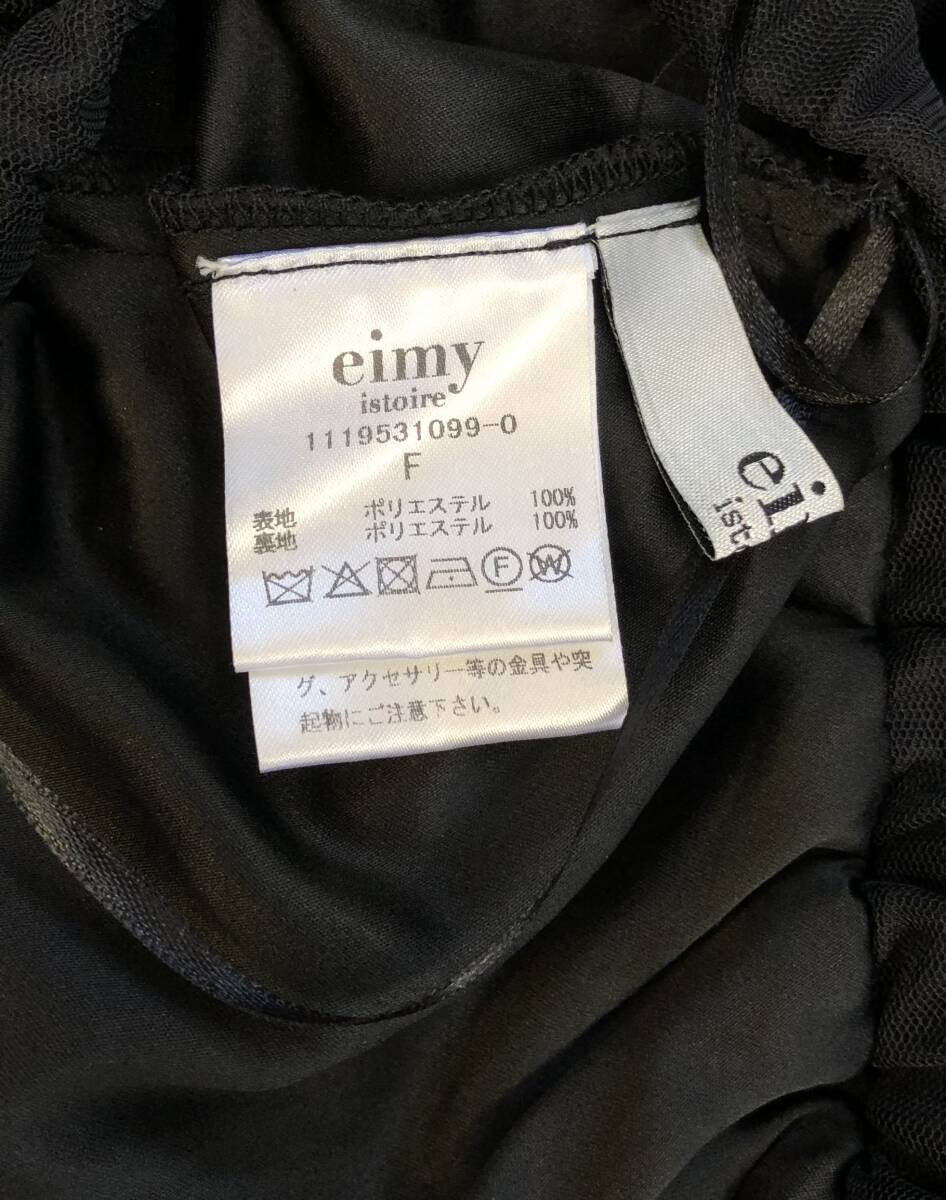 eimy
istoire
1119531099-0
F
表地 ポリエステル 100%
裏地 ポリエステル 100%
F
W
グ、アクセサリー等の金具や突
起物にご注意下さい。
ei
ist